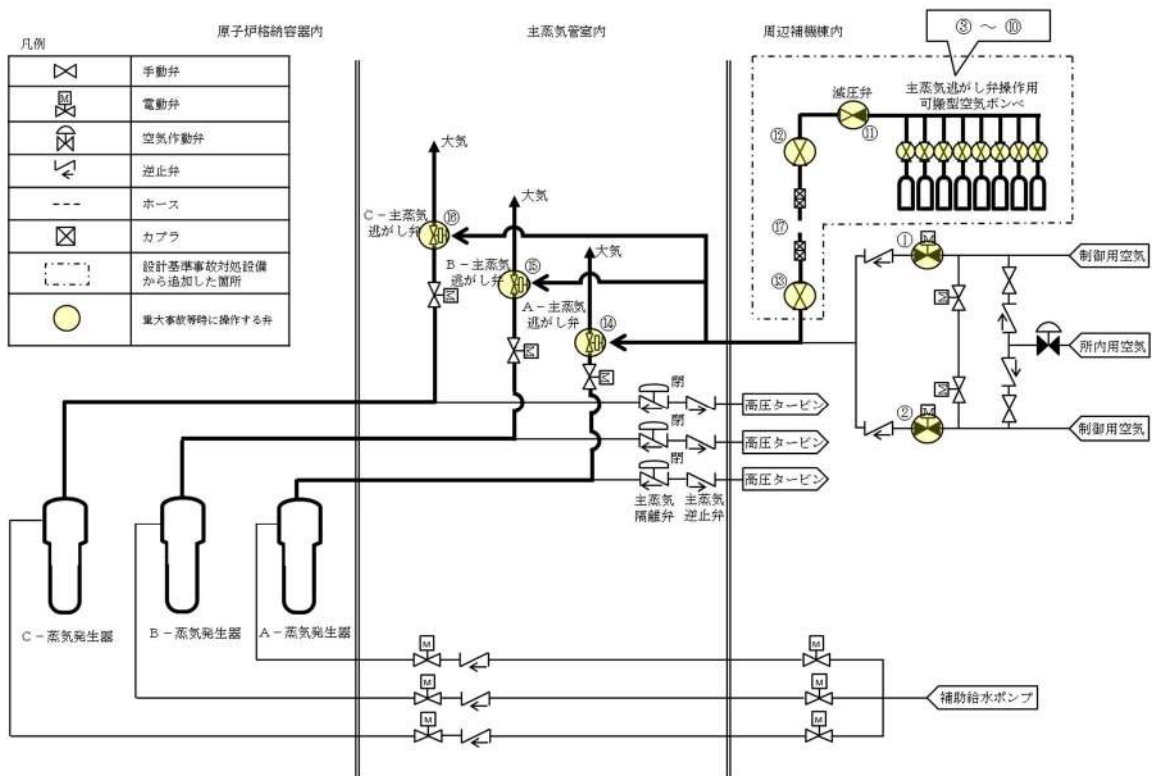 原子炉格納容器内
主蒸気管室内
周辺補機棟内
凡例
手動弁
M
電動弁
空気作動弁
逆止弁
ホース
カプラ
設計基準事故対処設備
から追加した箇所
重大事故等時に操作する弁
③ ~ ⑩
主蒸気逃がし弁操作用
可搬型空気ボンベ
減圧弁
⑪
⑫
⑰
⑬
大気
C-主蒸気
逃がし弁
⑯
M
大気
B-主蒸気
逃がし弁
⑮
M
大気
A-主蒸気
逃がし弁
⑭
M
①
M
制御用空気
M
所内用空気
M
②
M
制御用空気
閉
高圧タービン
閉
高圧タービン
閉
高圧タービン
主蒸気
隔離弁
主蒸気
逆止弁
C-蒸気発生器
B-蒸気発生器
A-蒸気発生器
M
M
M
M
M
M
補助給水ポンプ